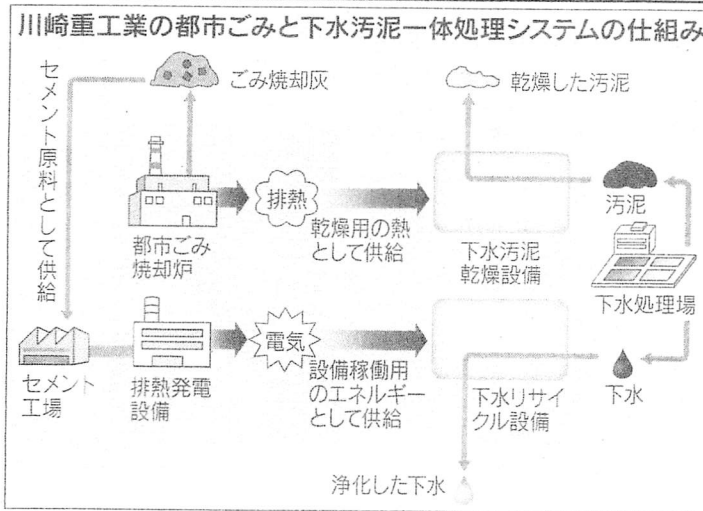 川崎重工業の都市ごみと下水汚泥一体処理システムの仕組み
セメント原料として供給
ごみ焼却灰
乾燥した汚泥
都市ごみ
焼却炉
排熱
乾燥用の熱
として供給
下水汚泥
乾燥設備
汚泥
下水処理場
セメント
工場
排熱発電
設備
電気
設備稼働用
のエネルギー
として供給
下水リサイ
クル設備
下水
浄化した下水